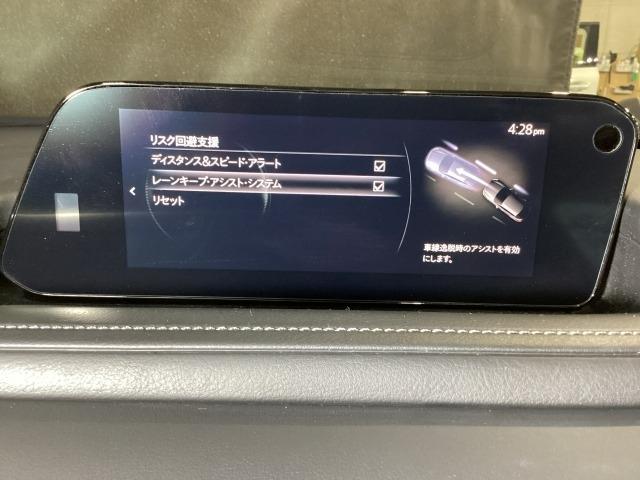 4:28pm
リスク回避支援
ディスタンス&スピード・アラート
レーンキープ・アシスト・システム
リセット
車線逸脱時のアシストを有効
にします。